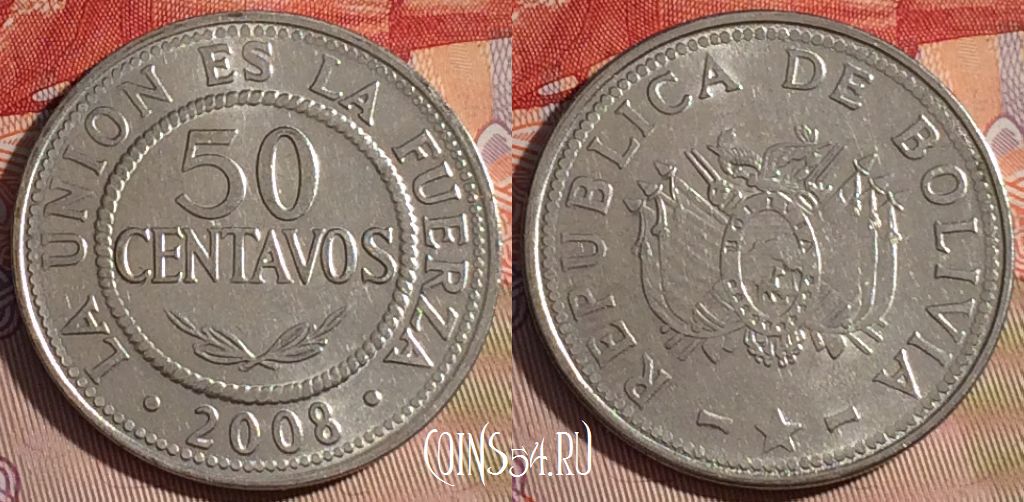 LA UNION ES LA FUERZA
50
CENTAVOS
2008
REPUBLICA DE BOLIVIA
COINS54.RU